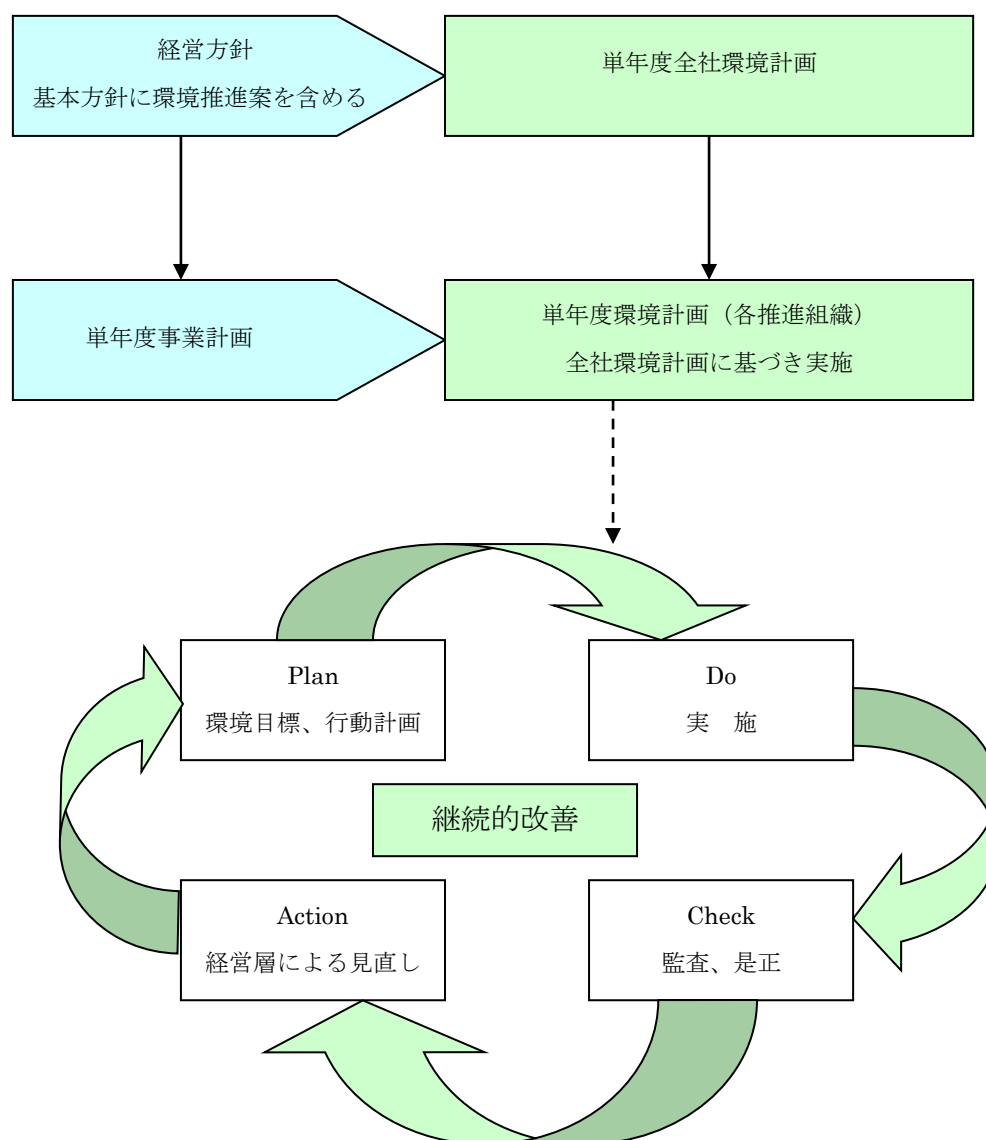 経営方針
基本方針に環境推進案を含める
単年度全社環境計画
単年度事業計画
単年度環境計画（各推進組織）
全社環境計画に基づき実施
Plan
環境目標、行動計画
Do
実　施
継続的改善
Action
経営層による見直し
Check
監査、是正